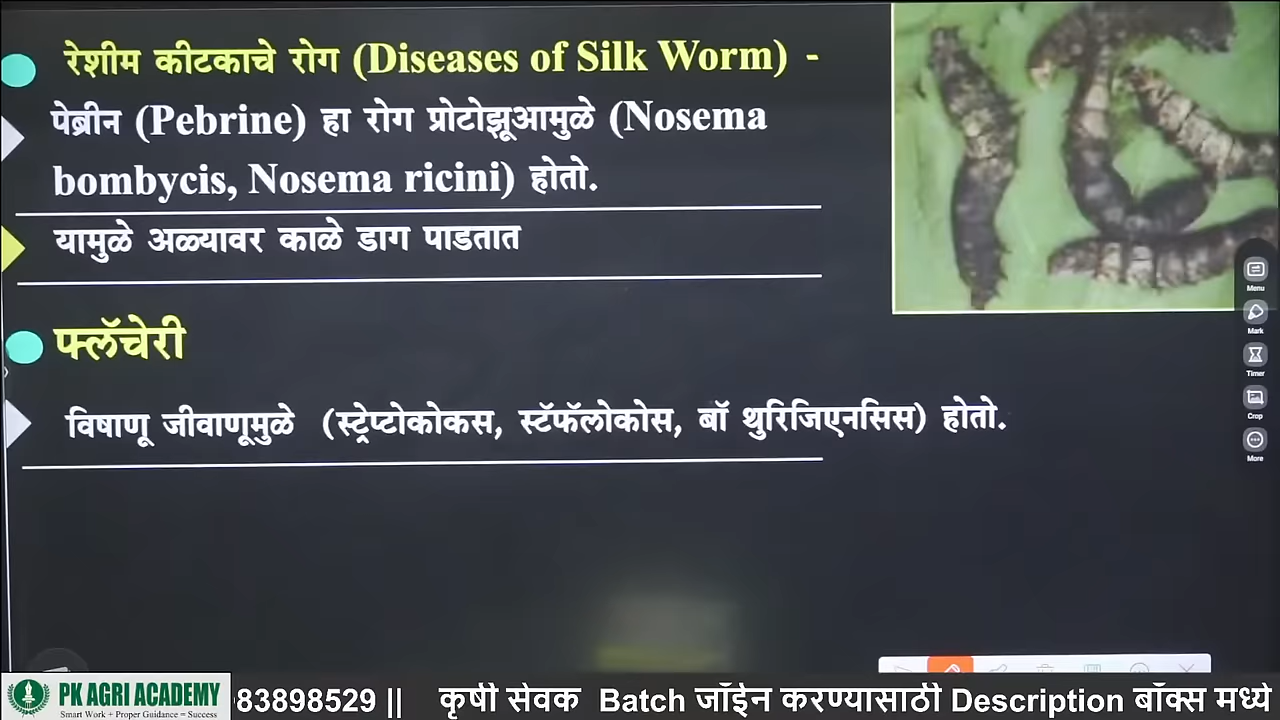 रेशीम कीटकाचे रोग (Diseases of Silk Worm) -
पेब्रीन (Pebrine) हा रोग प्रोटोझूआमुळे (Nosema
bombycis, Nosema ricini) होतो.
यामुळे अळ्यावर काळे डाग पाडतात
फ्लॅचेरी
विषाणू जीवाणूमुळे (स्ट्रेप्टोकोकस, स्टॅफॅलोकोस, बॉ थुरिजिएनसिस) होतो.
Menu
Mark
Timer
Crop
More
PK AGRI ACADEMY
Smart Work + Proper Guidance = Success
83898529 || कृषी सेवक Batch जॉईन करण्यासाठी Description बॉक्स मध्ये